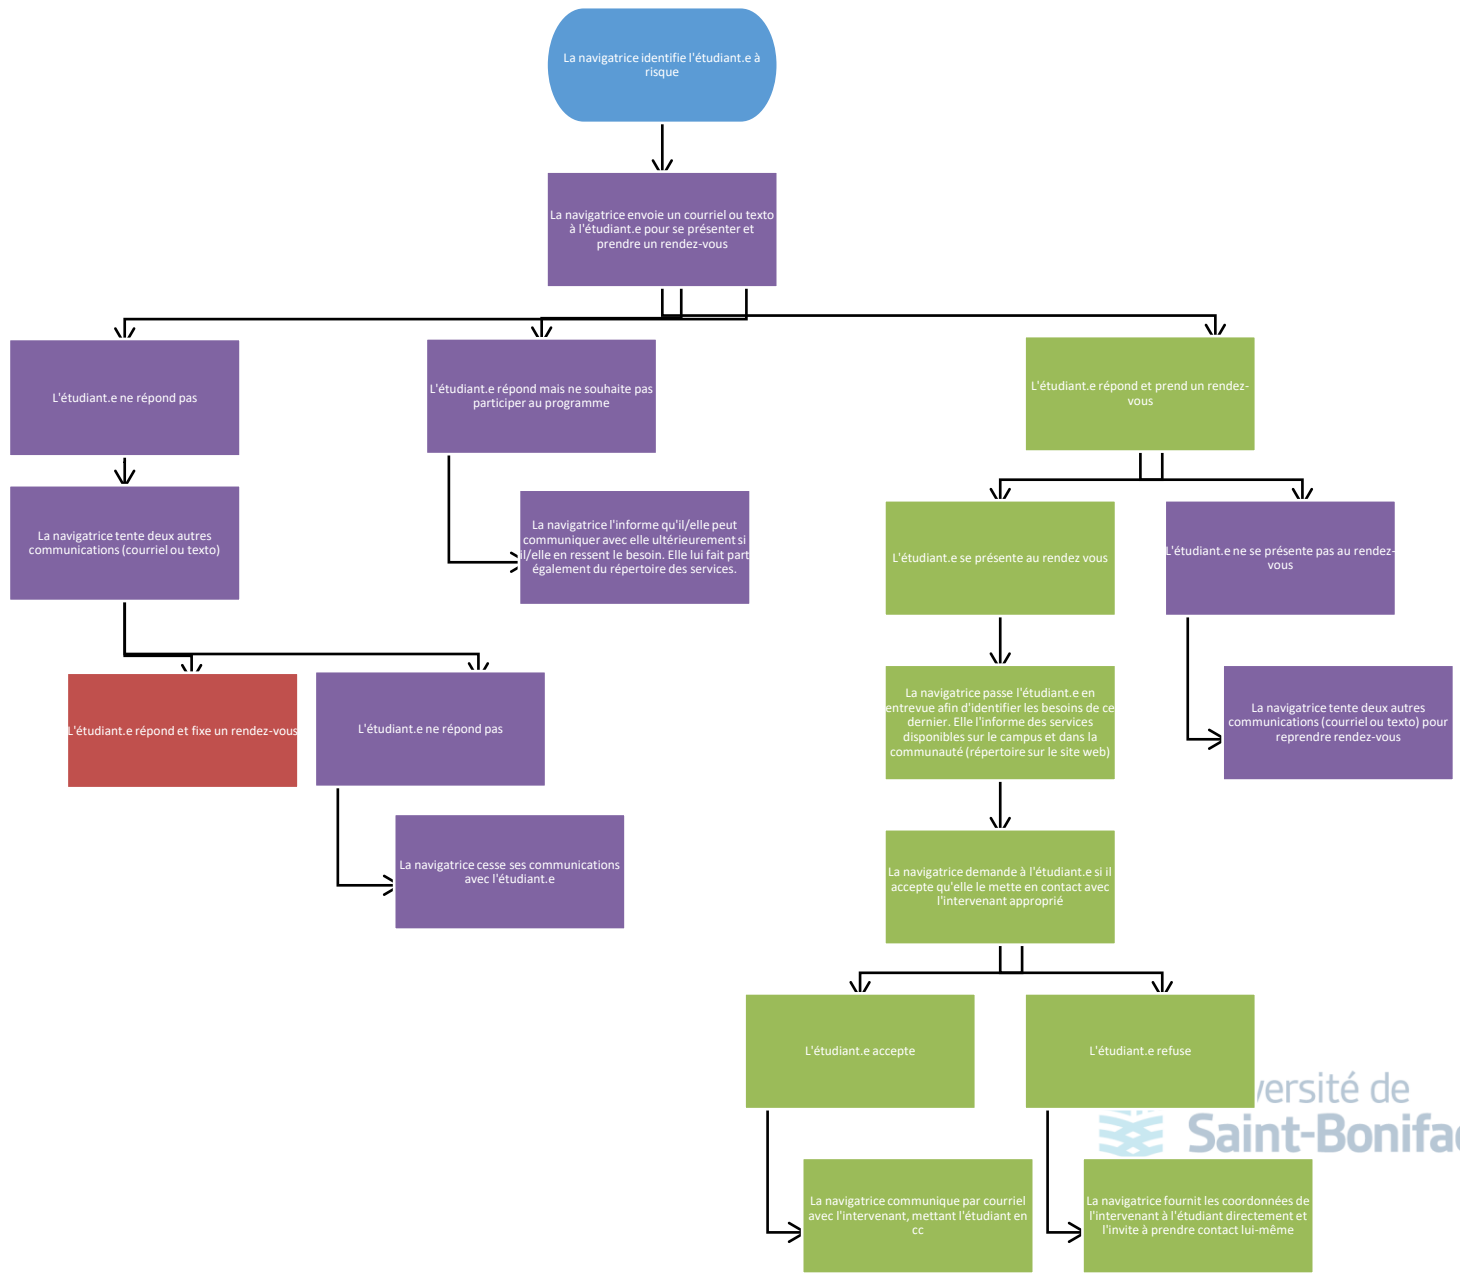 La navigatrice identifie l'étudiant.e à
risque
La navigatrice envoie un courriel ou texto
à l'étudiant.e pour se présenter et
prendre un rendez-vous
L'étudiant.e ne répond pas
L'étudiant.e répond mais ne souhaite pas
participer au programme
L'étudiant.e répond et prend un rendez-
vous
La navigatrice tente deux autres
communications (courriel ou texto)
La navigatrice l'informe qu'il/elle peut
communiquer avec elle ultérieurement si
il/elle en ressent le besoin. Elle lui fait part
également du répertoire des services.
L'étudiant.e se présente au rendez vous
L'étudiant.e ne se présente pas au rendez-
vous
L'étudiant.e répond et fixe un rendez-vous
L'étudiant.e ne répond pas
La navigatrice passe l'étudiant.e en
entrevue afin d'identifier les besoins de ce
dernier. Elle l'informe des services
disponibles sur le campus et dans la
communauté (répertoire sur le site web)
La navigatrice tente deux autres
communications (courriel ou texto) pour
reprendre rendez-vous
La navigatrice cesse ses communications
avec l'étudiant.e
La navigatrice demande à l'étudiant.e si il
accepte qu'elle le mette en contact avec
l'intervenant approprié
L'étudiant.e accepte
L'étudiant.e refuse
versité de
Saint-Bonifac
La navigatrice communique par courriel
avec l'intervenant, mettant l'étudiant en
cc
La navigatrice fournit les coordonnées de
l'intervenant à l'étudiant directement et
l'invite à prendre contact lui-même